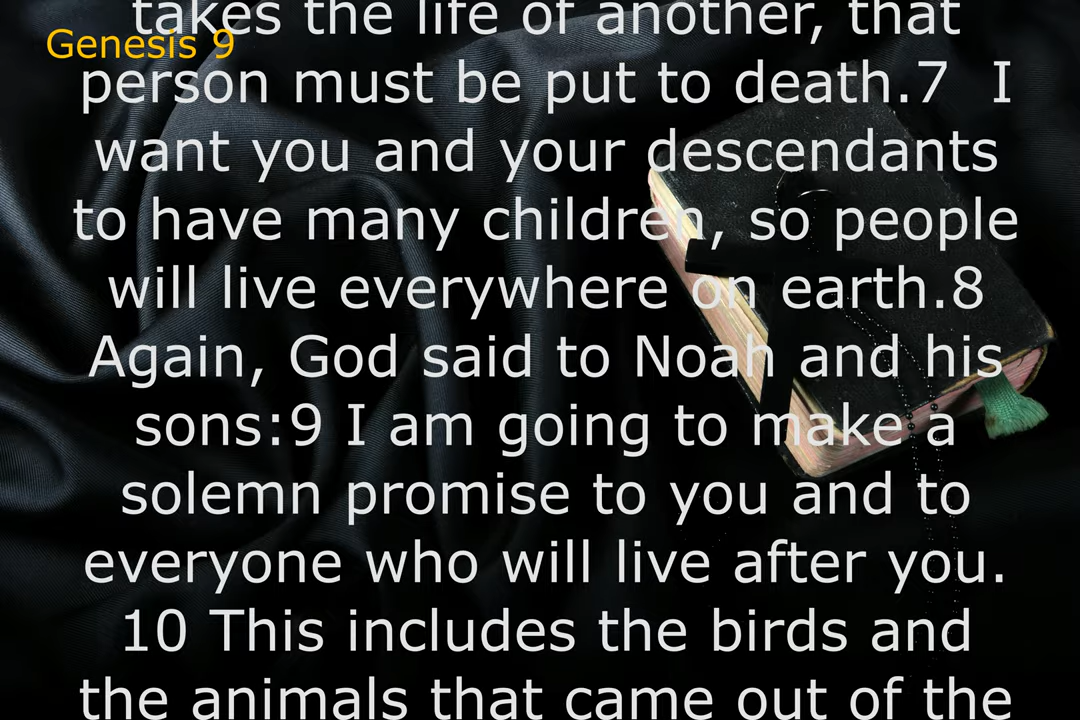 takes the life of another, that
Genesis 9
person must be put to death.7 I
want you and your descendants
to have many children, so people
will live everywhere on earth.8
Again, God said to Noah and his
sons:9 I am going to make a
solemn promise to you and to
everyone who will live after you.
10 This includes the birds and
the animals that came out of the